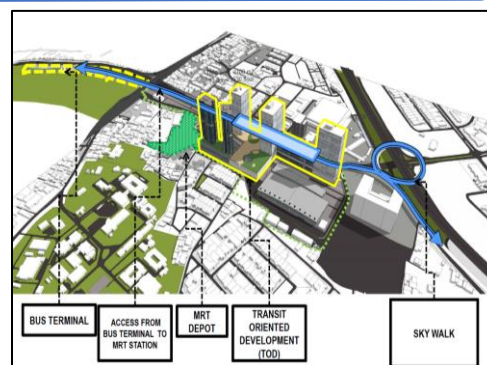 BUS TERMINAL
ACCESS FROM
BUS TERMINAL TO
MRT STATION
MRT
DEPOT
TRANSIT
ORIENTED
DEVELOPMENT
(TOD)
SKY WALK